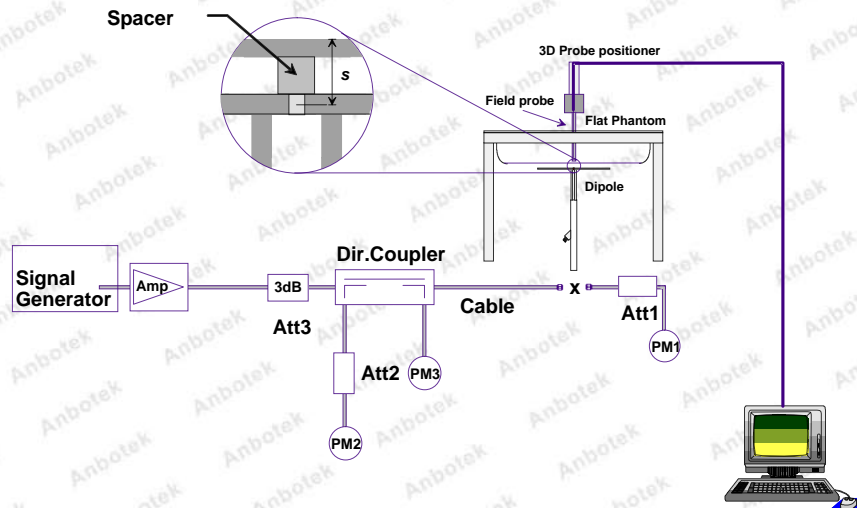 Spacer
s
3D Probe positioner
Field probe
Flat Phantom
Dipole
Signal
Generator
Amp
3dB
Att3
Dir.Coupler
Cable
x
Att1
PM1
Att2
PM3
PM2
Anbotek